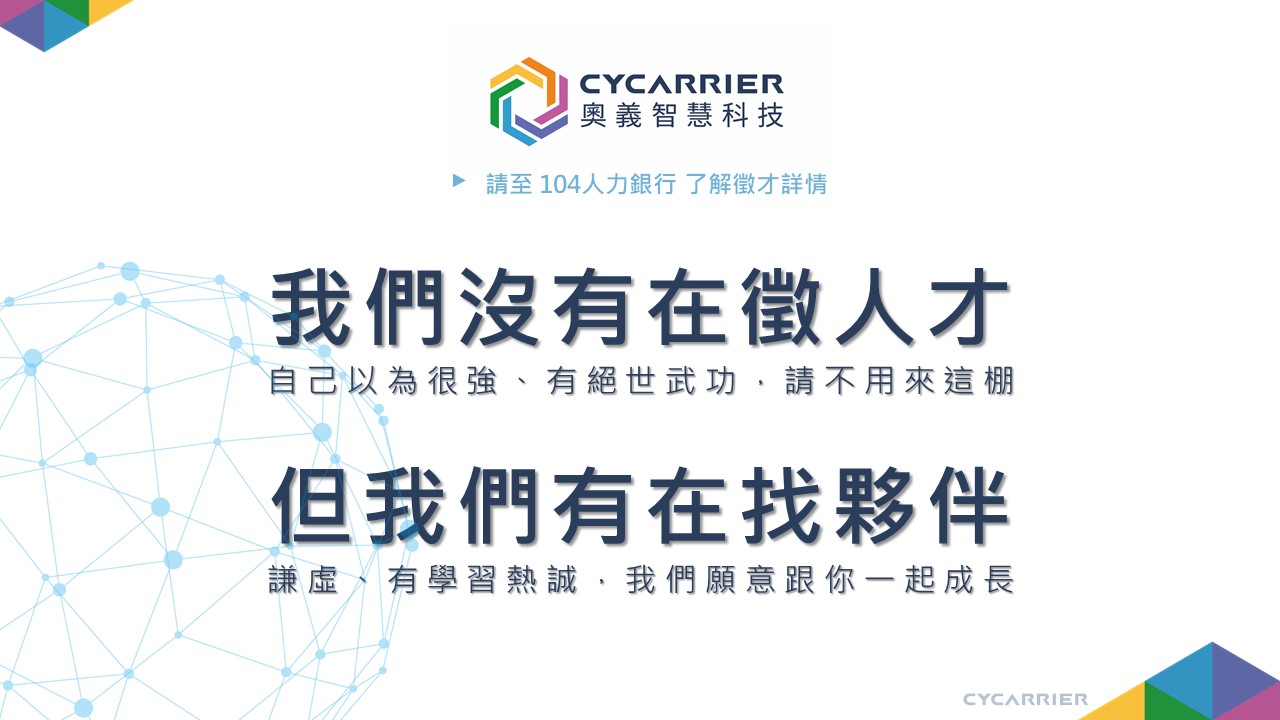 CYCARRIER
奧義智慧科技
請至 104人力銀行 了解徵才詳情
我們沒有在徵人才
自己以為很強、有絕世武功，請不用來這棚
但我們有在找夥伴
謙虛、有學習熱誠，我們願意跟你一起成長
CYCARRIER